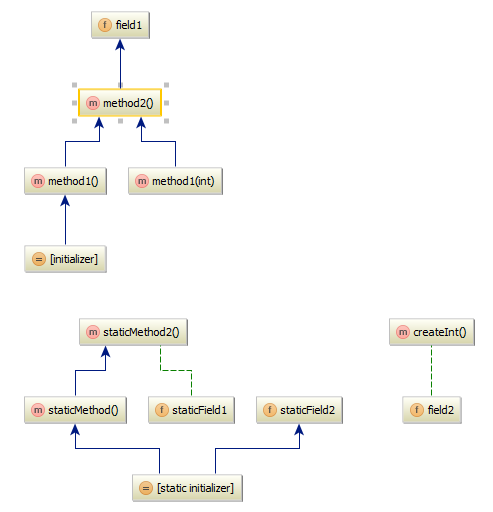 f field1
m method2()
m method1()
m method1(int)
= [initializer]
m staticMethod2()
m createInt()
m staticMethod()
f staticField1
f staticField2
f field2
= [static initializer]